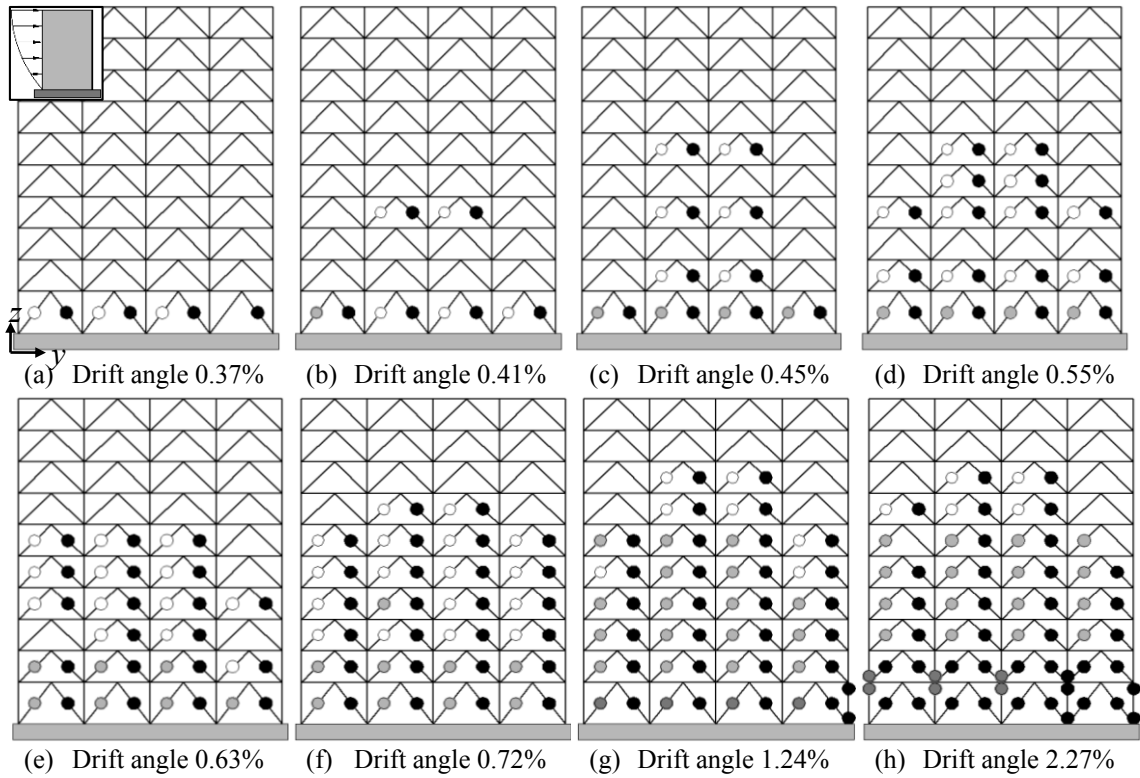 z
y
(a) Drift angle 0.37%
(b) Drift angle 0.41%
(c) Drift angle 0.45%
(d) Drift angle 0.55%
(e) Drift angle 0.63%
(f) Drift angle 0.72%
(g) Drift angle 1.24%
(h) Drift angle 2.27%